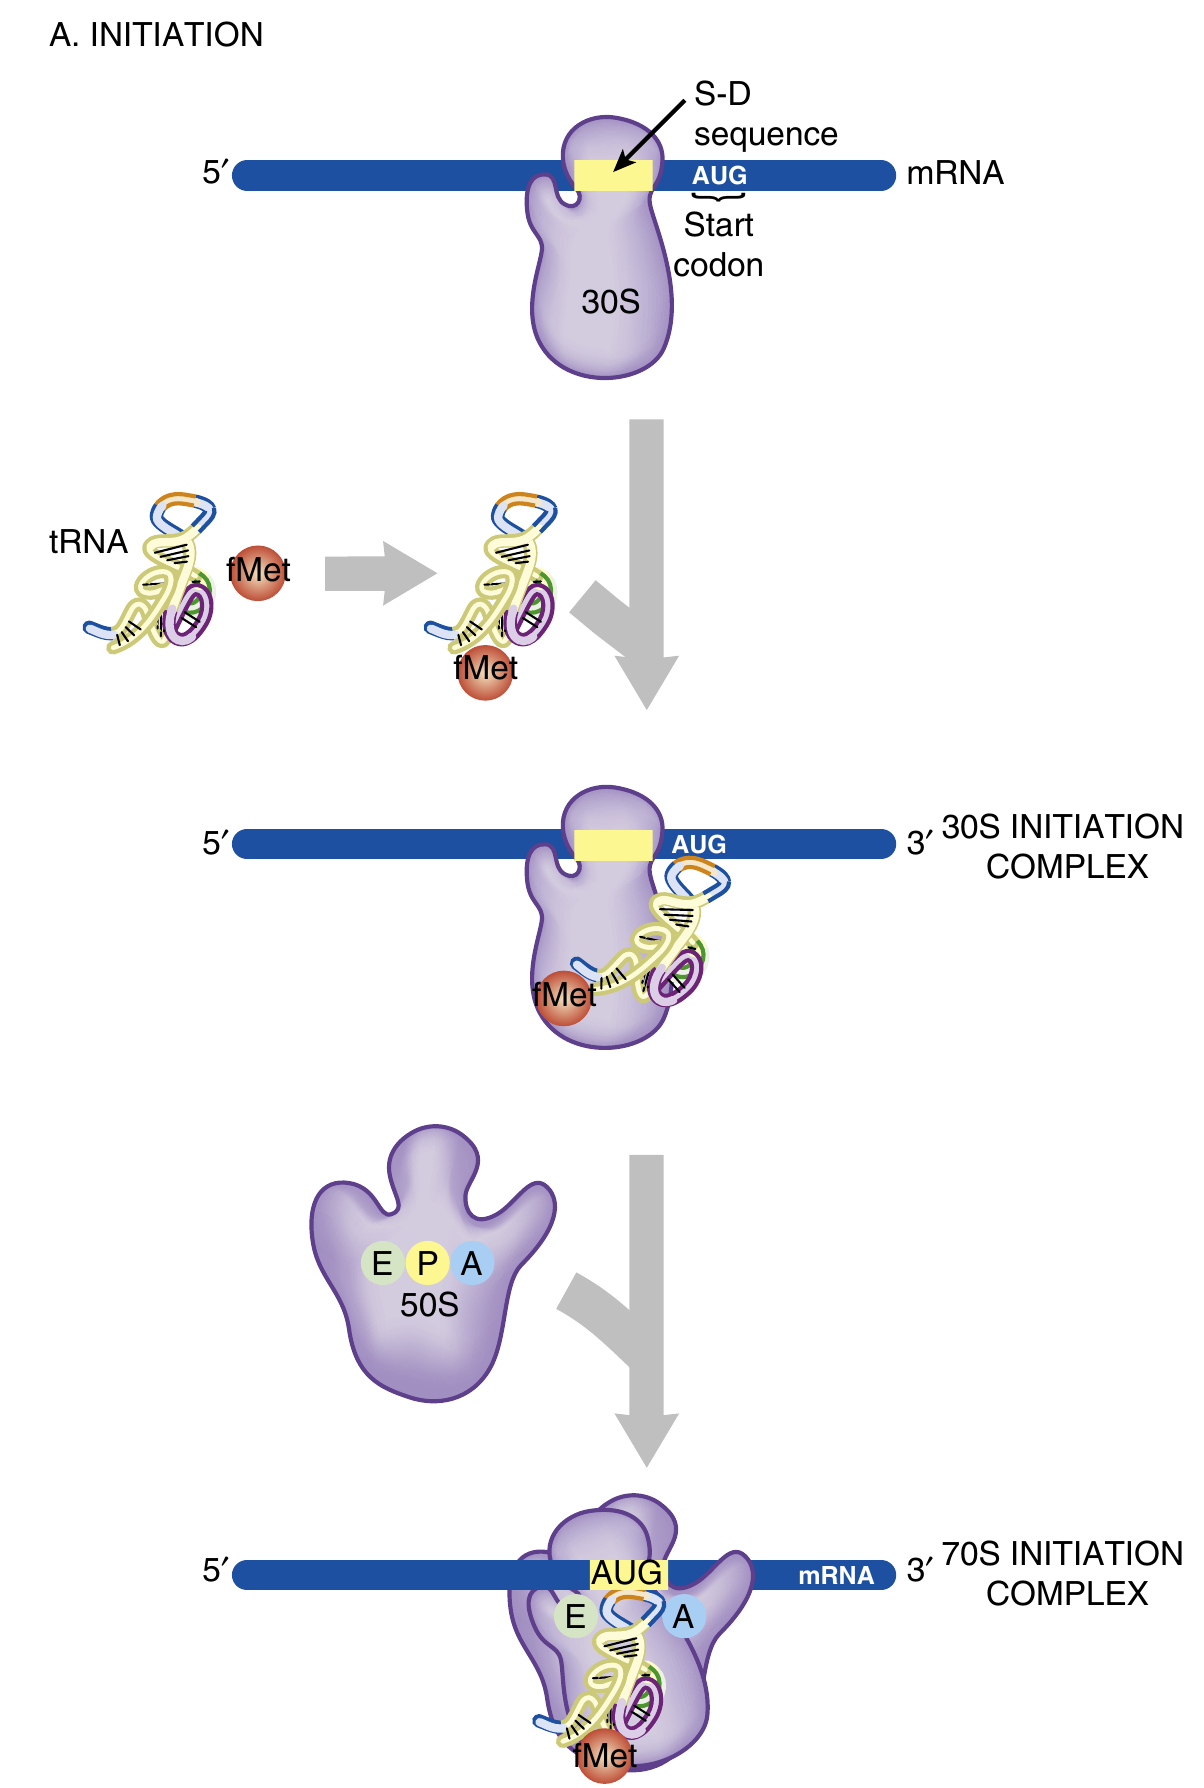 A. INITIATION
S-D
sequence
5′
AUG
mRNA
Start
codon
30S
tRNA
fMet
fMet
5′
AUG
3′
30S INITIATION
COMPLEX
fMet
E P A
50S
5′
AUG
mRNA
3′
70S INITIATION
COMPLEX
E
A
fMet